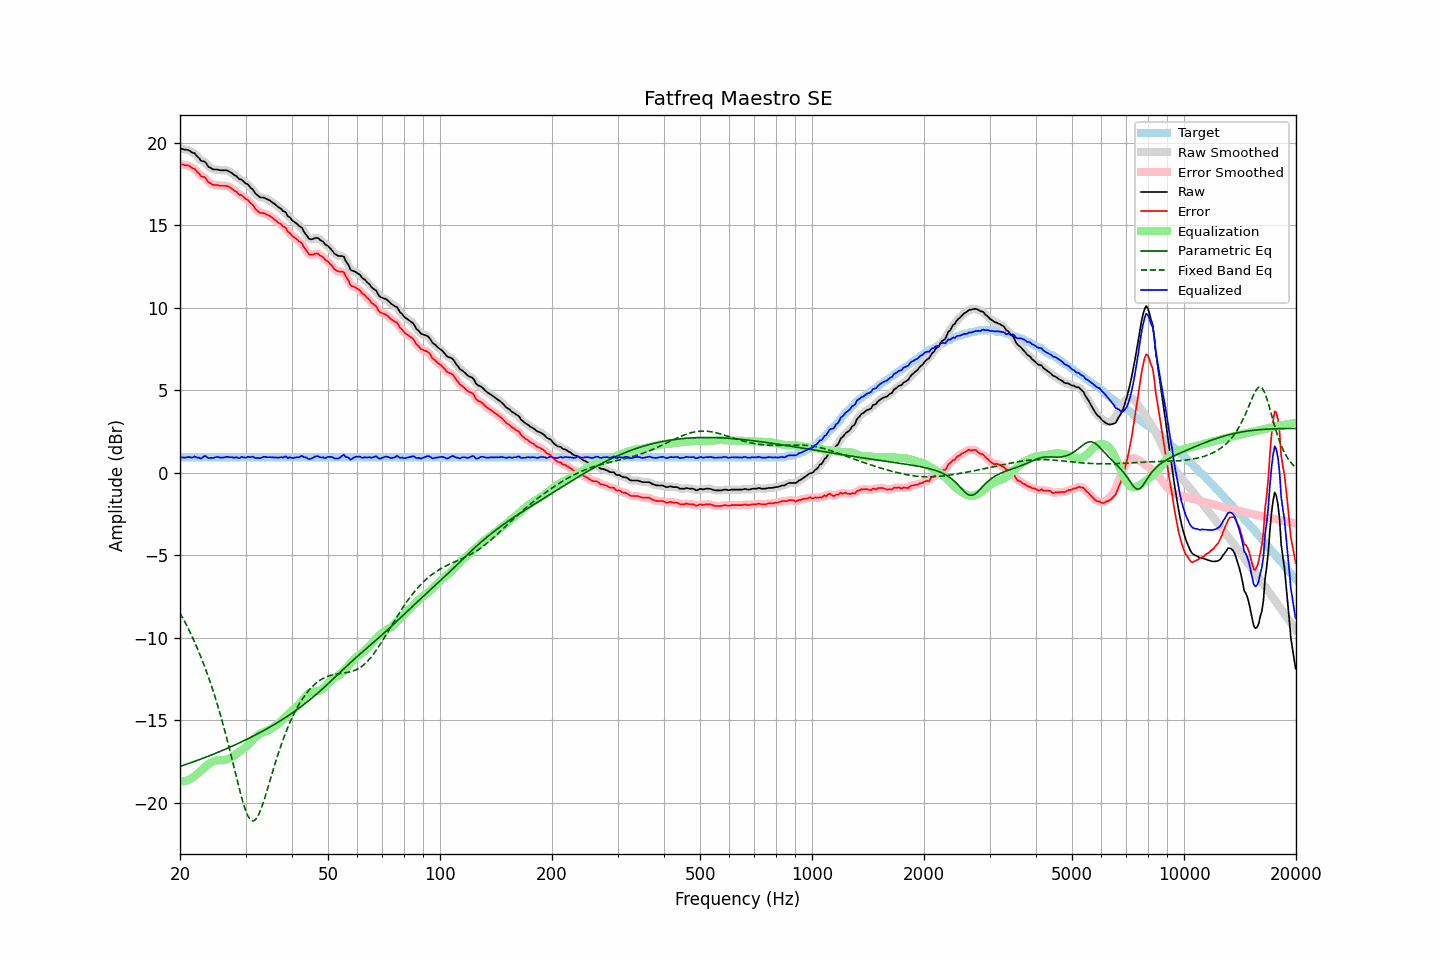 Fatfreq Maestro SE
Target
Raw Smoothed
Error Smoothed
Raw
Error
Equalization
Parametric Eq
Fixed Band Eq
Equalized
20
15
10
5
0
−5
−10
−15
−20
Amplitude (dBr)
20 50 100 200 500 1000 2000 5000 10000 20000
Frequency (Hz)